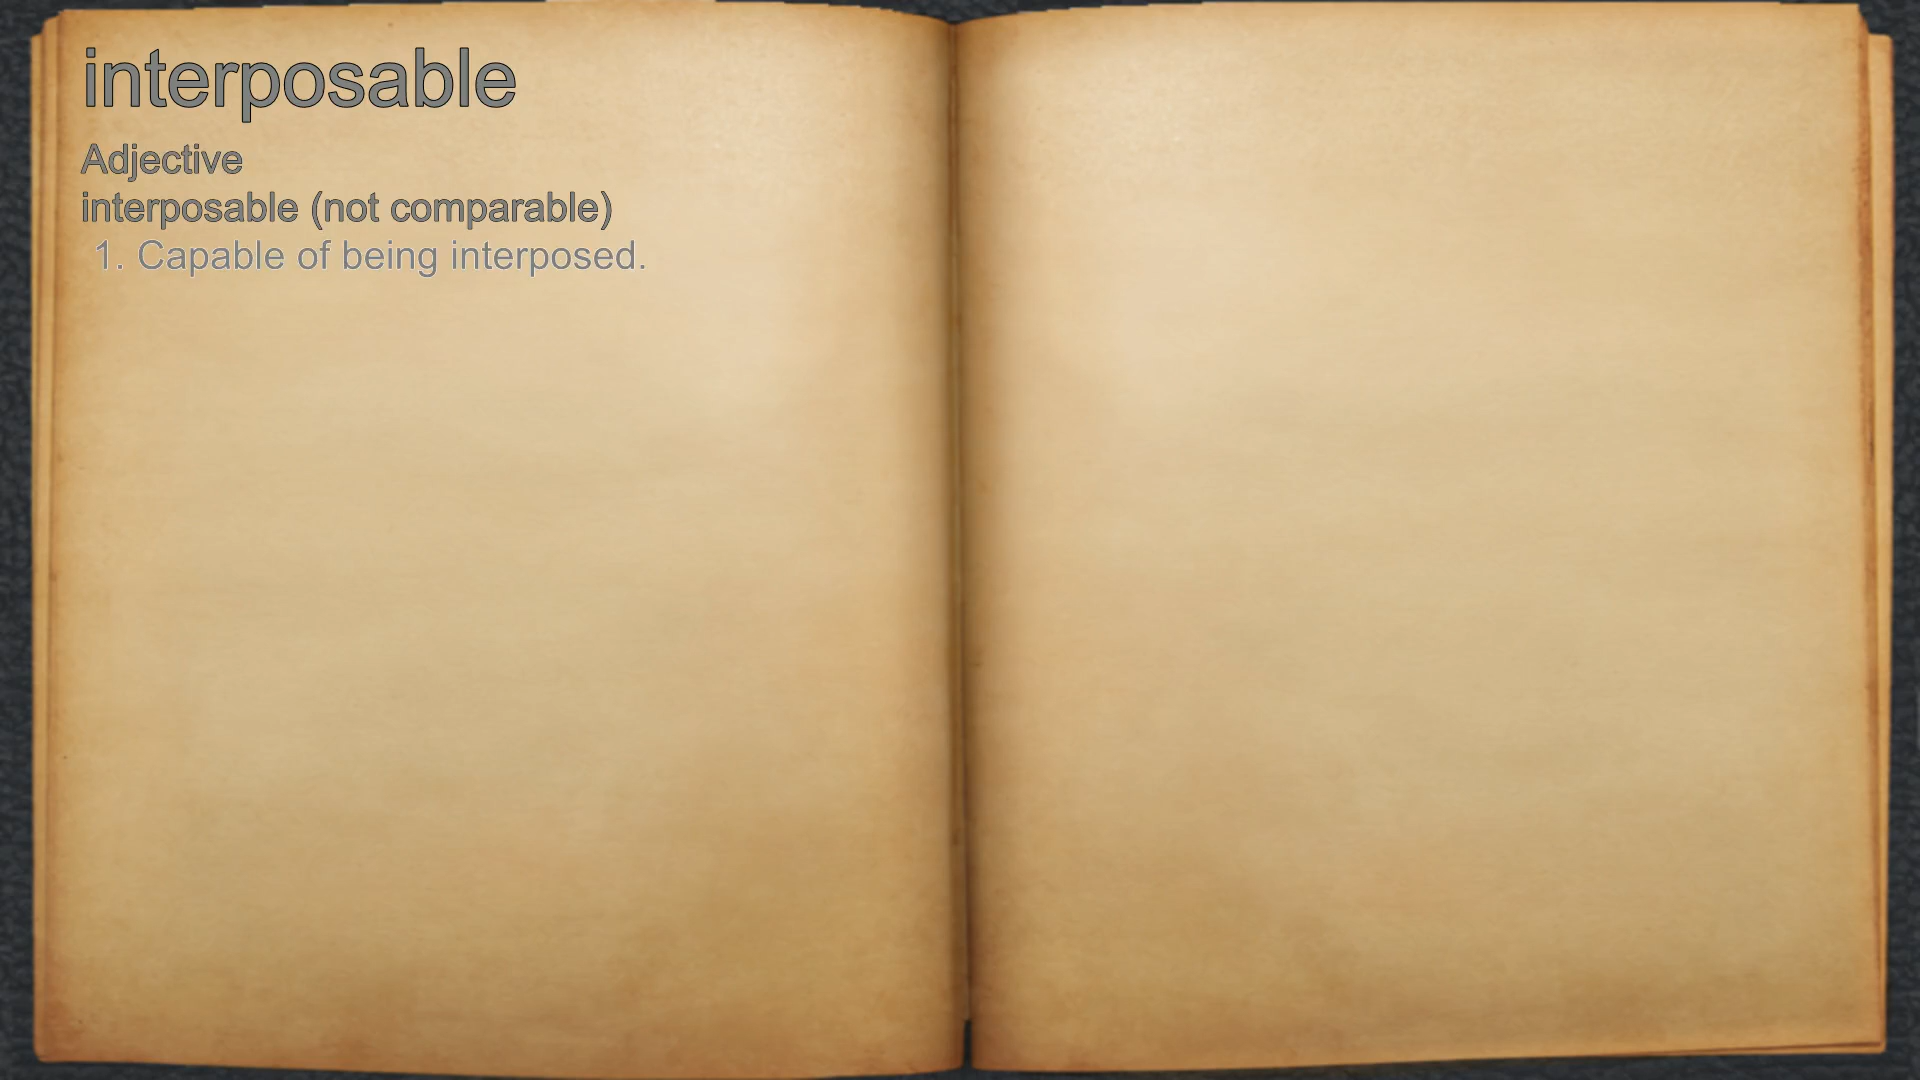 interposable
Adjective
interposable (not comparable)
1. Capable of being interposed.